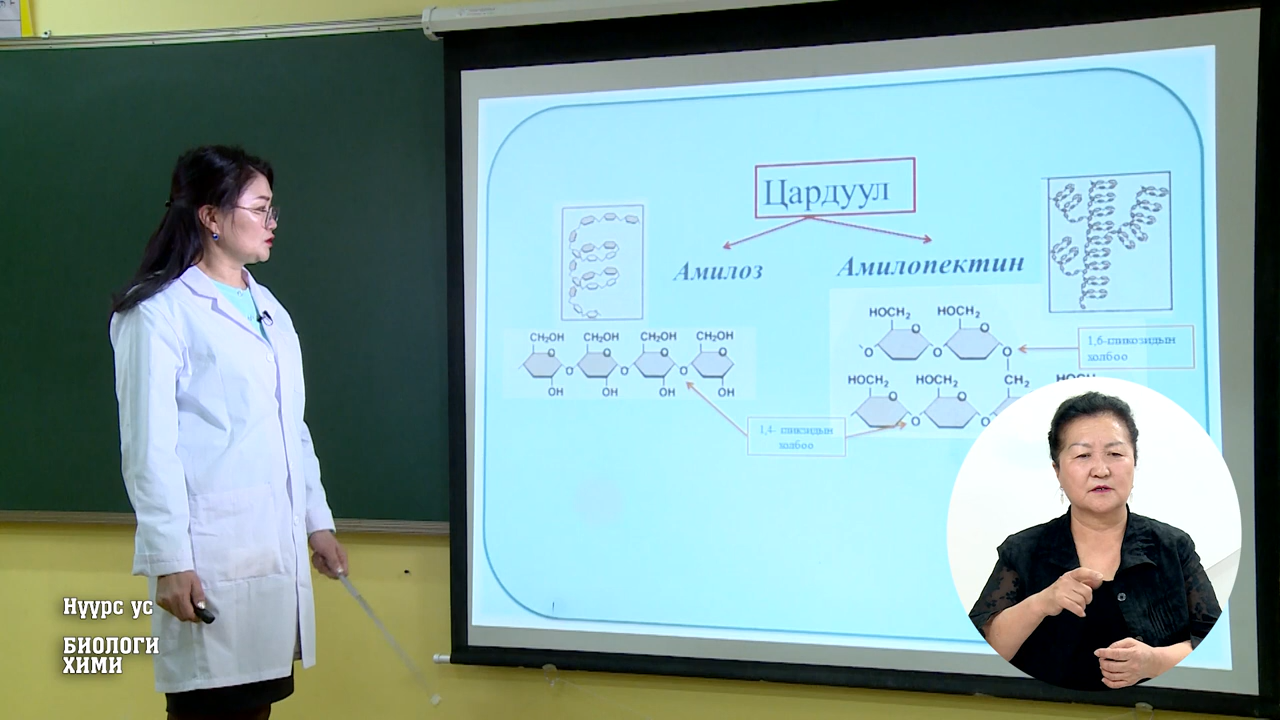 Цардуул
Амилоз
Амилопектин
HOCH₂ HOCH₂
O O
O O O
1,6-гликозидын
холбоо
CH₂OH CH₂OH CH₂OH CH₂OH
O O O O
O O O
OH OH OH OH
HOCH₂ HOCH₂ CH₂
O O
O O
1,4- гликозидын
холбоо
Нүүрс ус
БИОЛОГИ
ХИМИ